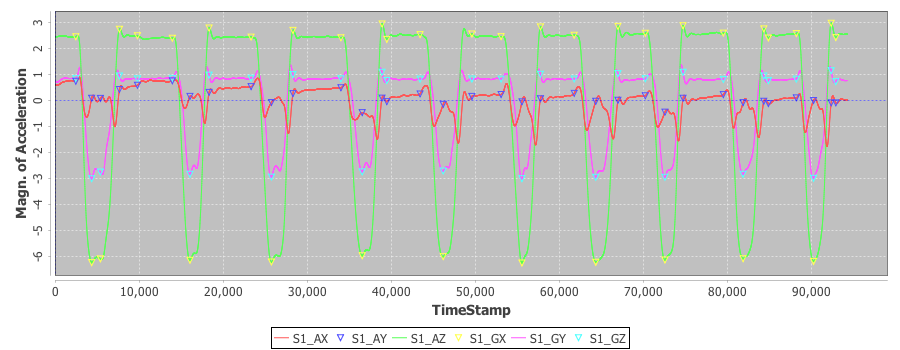 Magn. of Acceleration
3
2
1
0
-1
-2
-3
-4
-5
-6
0 10,000 20,000 30,000 40,000 50,000 60,000 70,000 80,000 90,000
TimeStamp
S1_AX S1_AY S1_AZ S1_GX S1_GY S1_GZ